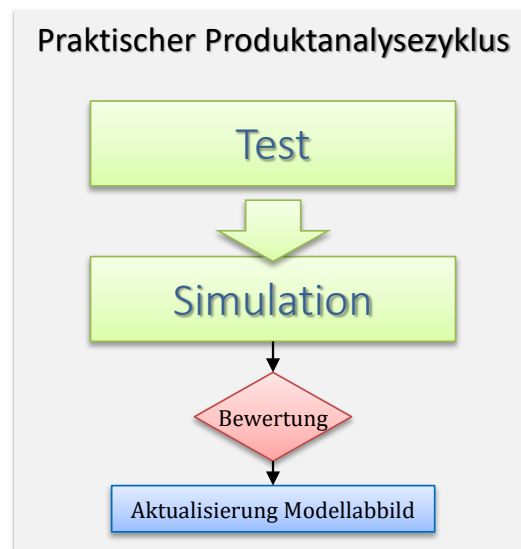 Praktischer Produktanalysezyklus
Test
Simulation
Bewertung
Aktualisierung Modellabbild